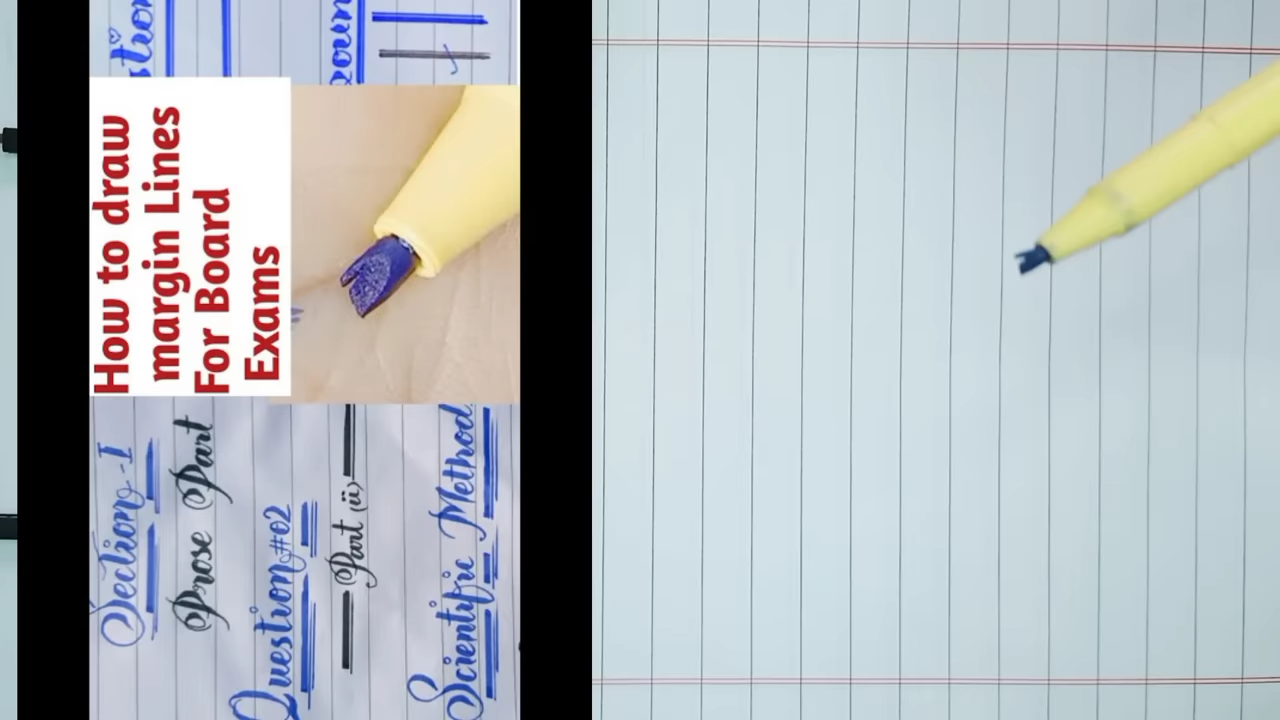 How to draw
margin Lines
For Board
Exams
Section-I
Prose Part
Question#02
Part (ii)
Scientific Method